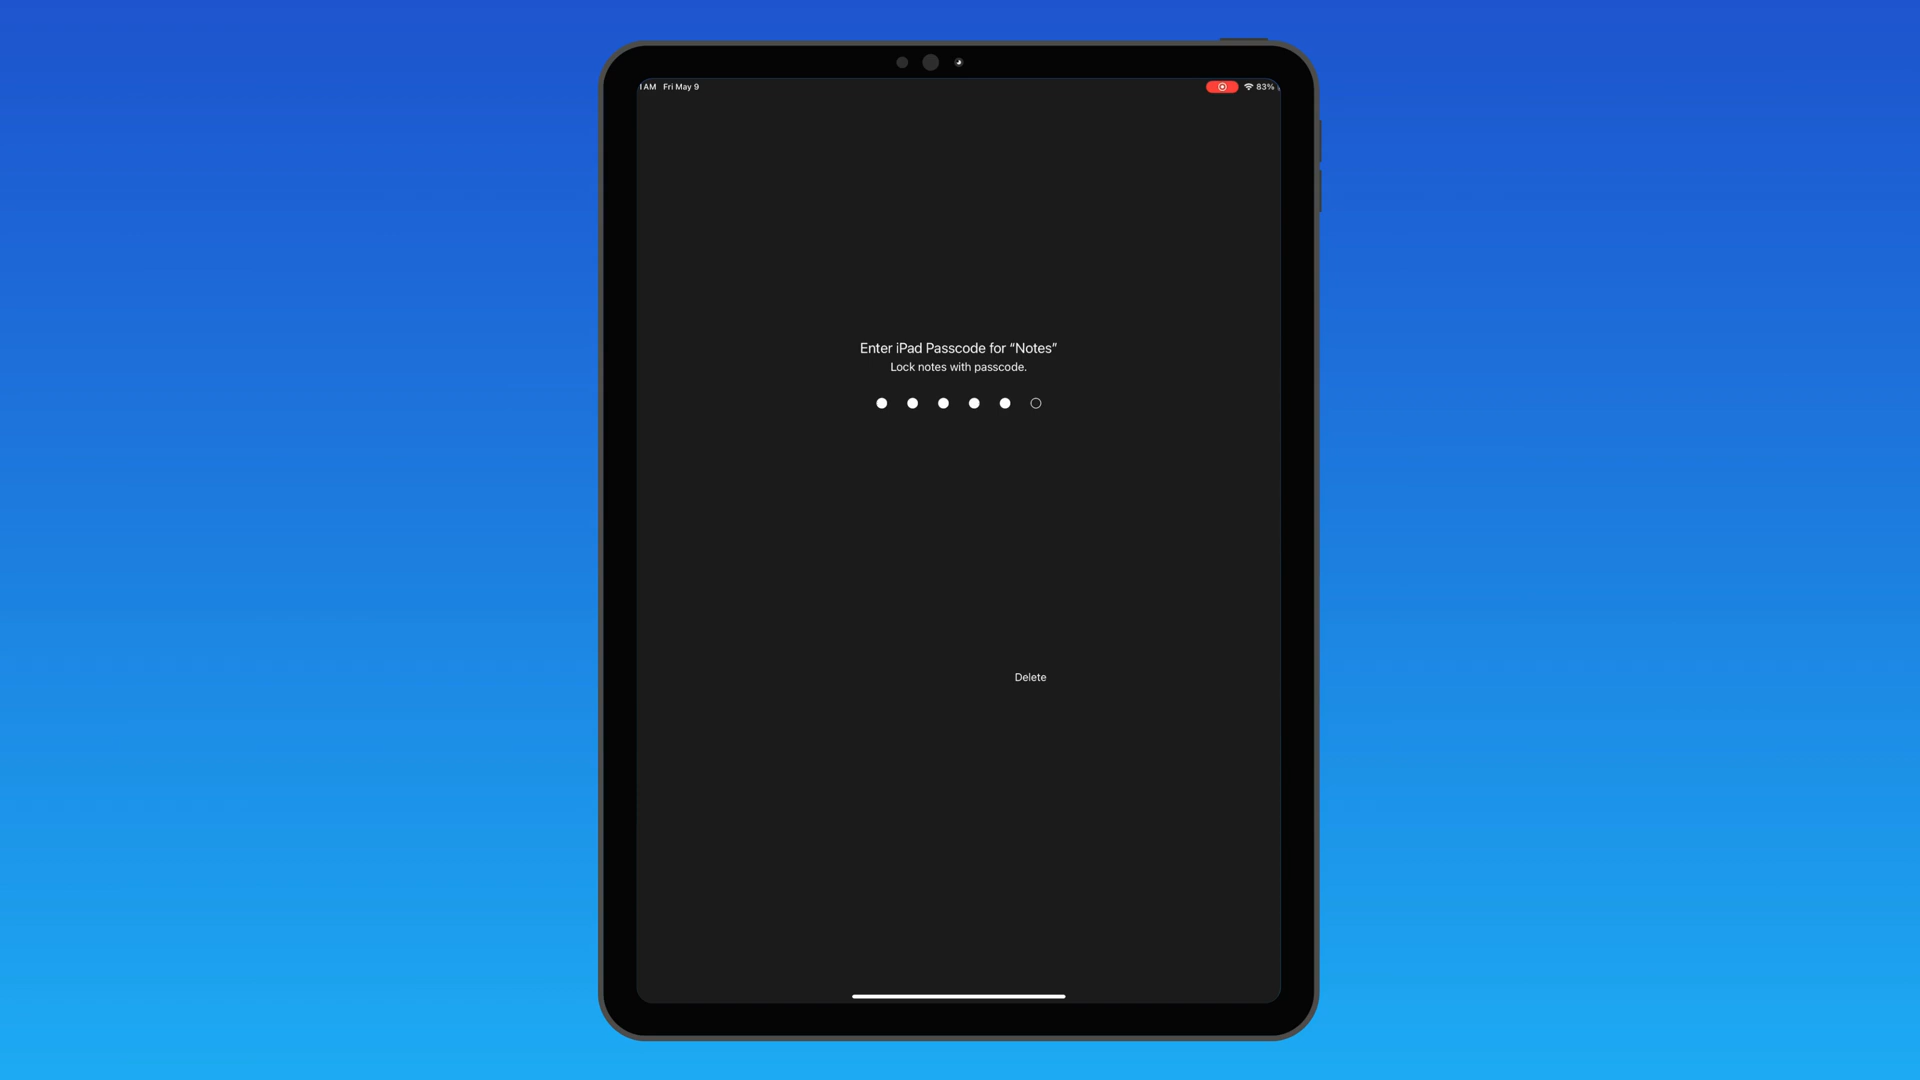 AM Fri May 9
83%
Enter iPad Passcode for “Notes”
Lock notes with passcode.
Delete